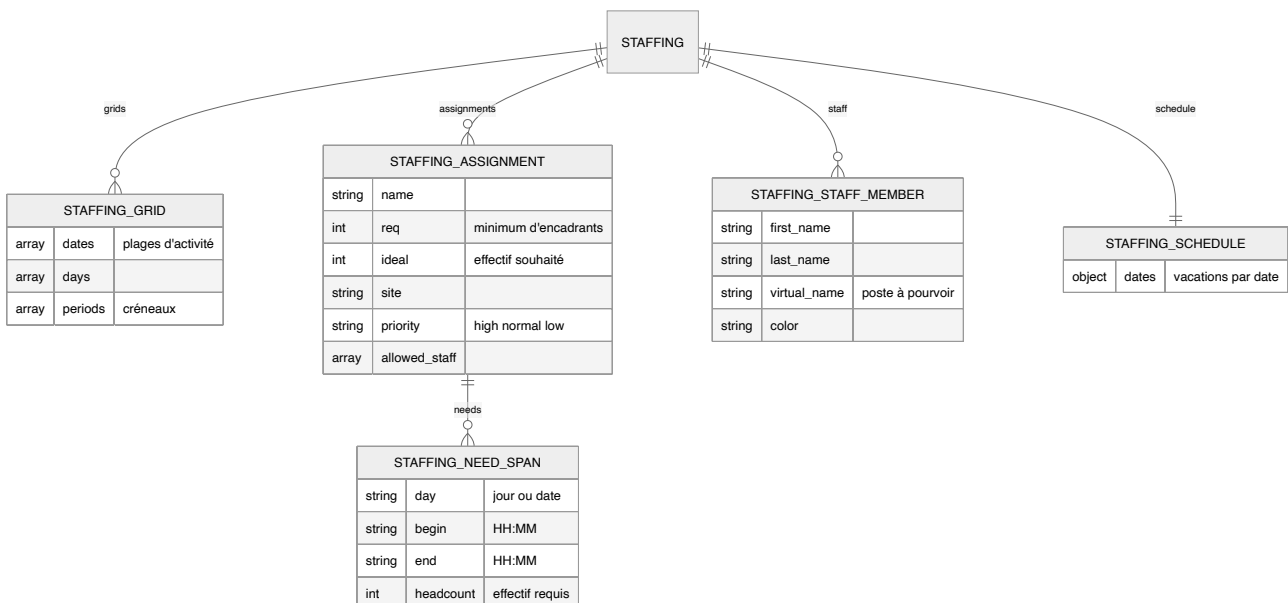 STAFFING
grids
assignments
staff
schedule
STAFFING_GRID
array dates plages d'activité
array days
array periods créneaux
STAFFING_ASSIGNMENT
string name
int req minimum d'encadrants
int ideal effectif souhaité
string site
string priority high normal low
array allowed_staff
STAFFING_STAFF_MEMBER
string first_name
string last_name
string virtual_name poste à pourvoir
string color
STAFFING_SCHEDULE
object dates vacations par date
needs
STAFFING_NEED_SPAN
string day jour ou date
string begin HH:MM
string end HH:MM
int headcount effectif requis